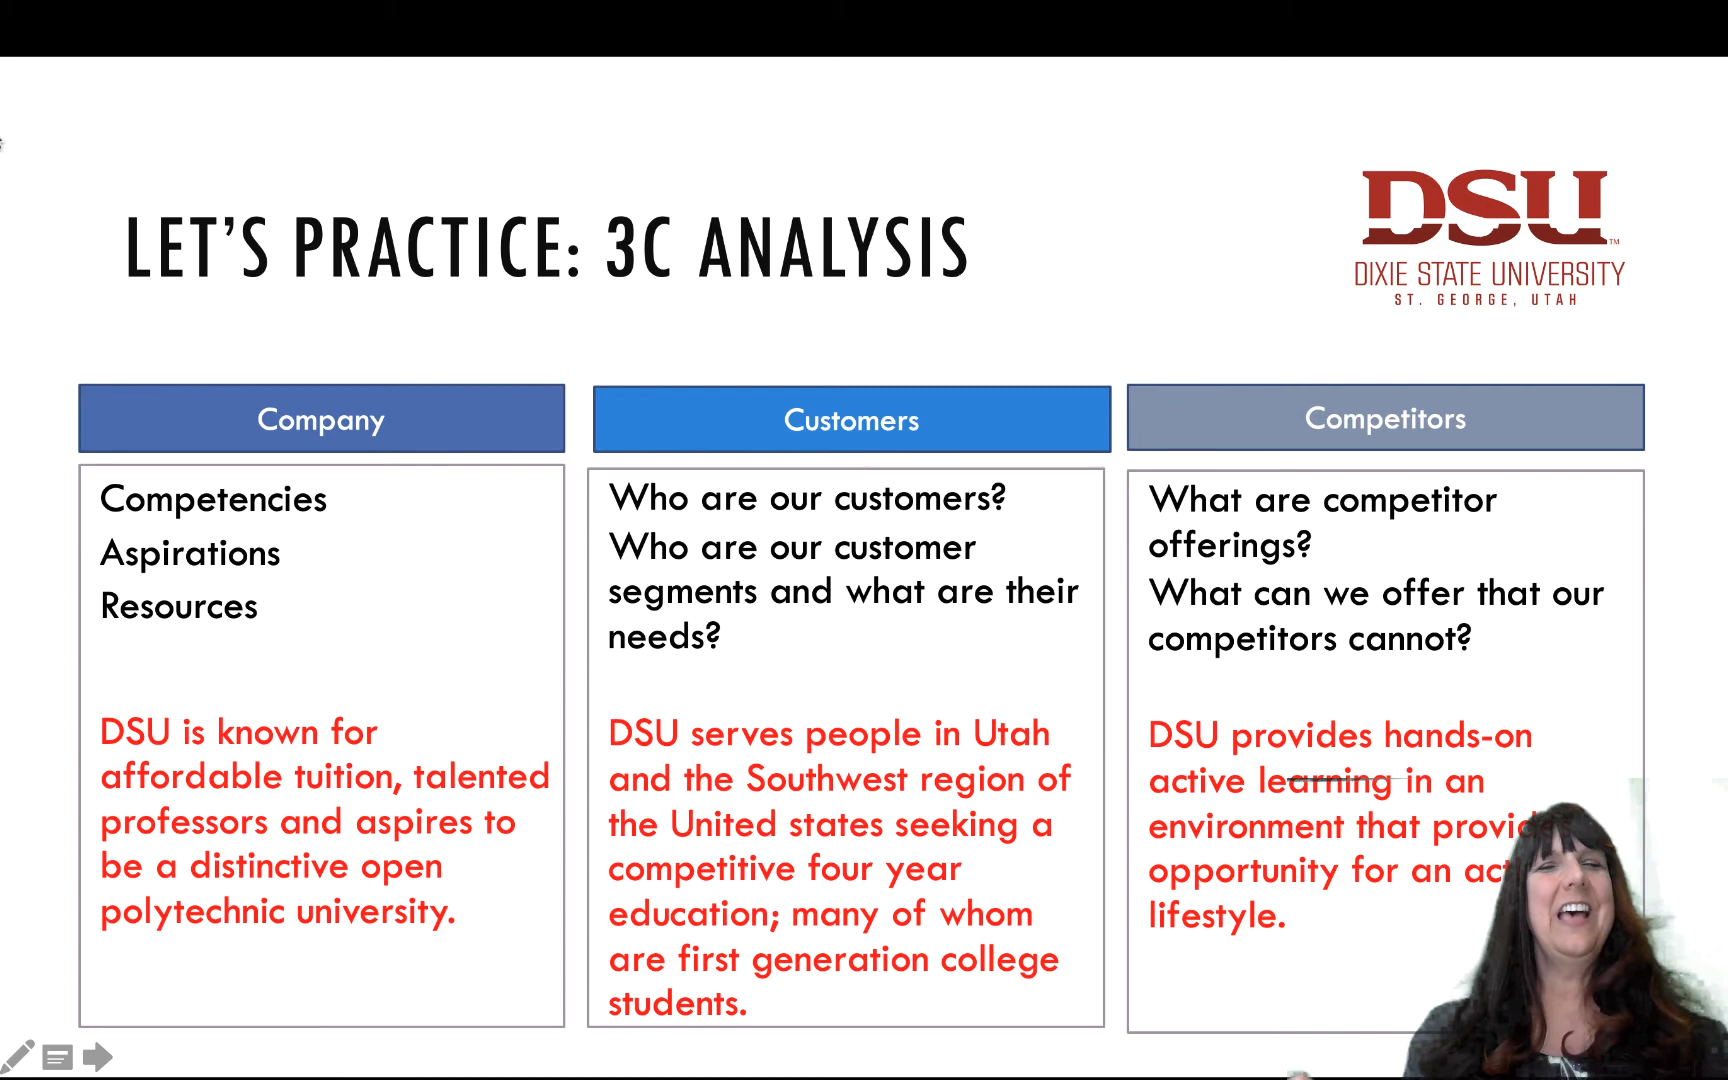 LET'S PRACTICE: 3C ANALYSIS
DSU
TM
DIXIE STATE UNIVERSITY
ST. GEORGE, UTAH
Company
Competencies
Aspirations
Resources
DSU is known for
affordable tuition, talented
professors and aspires to
be a distinctive open
polytechnic university.
Customers
Who are our customers?
Who are our customer
segments and what are their
needs?
DSU serves people in Utah
and the Southwest region of
the United states seeking a
competitive four year
education; many of whom
are first generation college
students.
Competitors
What are competitor
offerings?
What can we offer that our
competitors cannot?
DSU provides hands-on
active learning in an
environment that
opportunity for an
lifestyle.